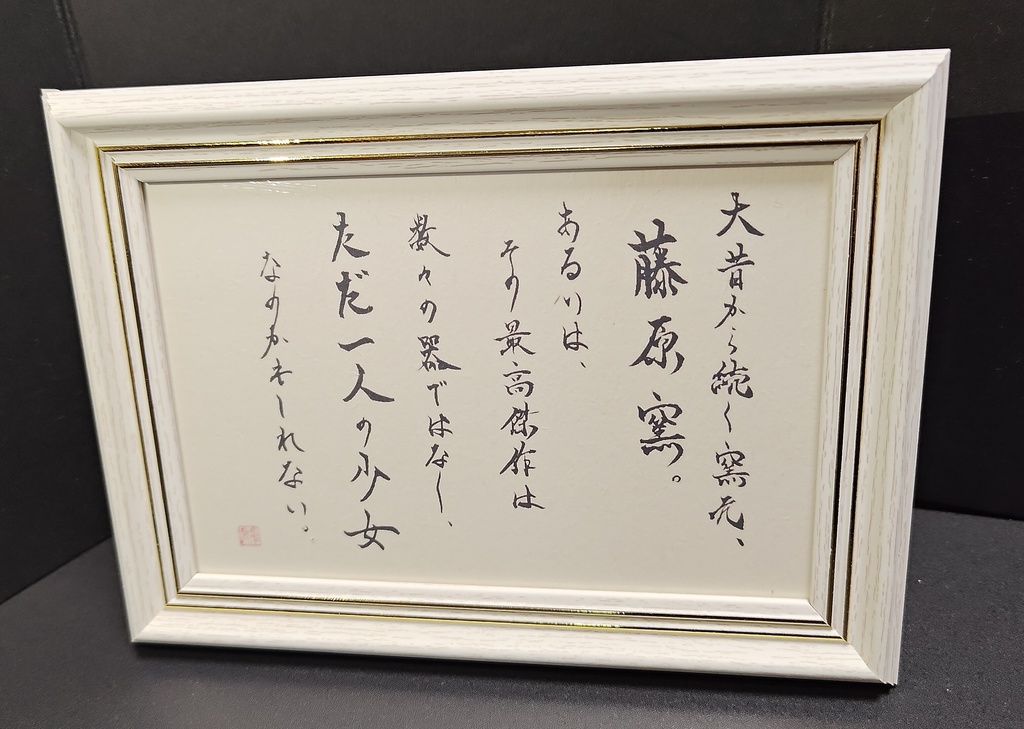 大昔から続く窯元、
藤原窯。
あるいは、
その最高傑作は
数々の器ではなく、
ただ一人の少女
なのかもしれない。